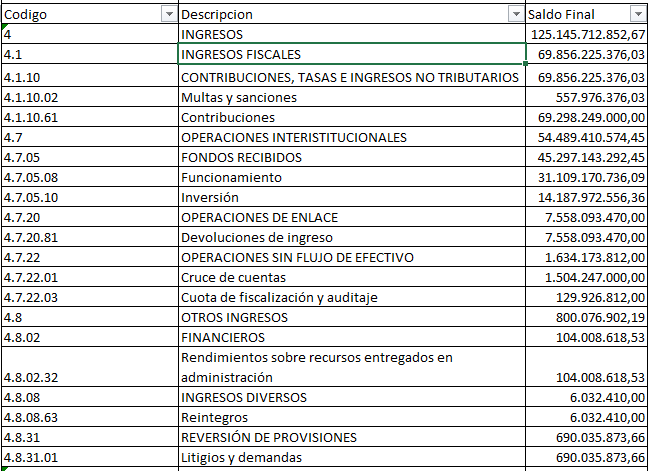 Codigo Descripcion Saldo Final
4 INGRESOS 125.145.712.852,67
4.1 INGRESOS FISCALES 69.856.225.376,03
4.1.10 CONTRIBUCIONES, TASAS E INGRESOS NO TRIBUTARIOS 69.856.225.376,03
4.1.10.02 Multas y sanciones 557.976.376,03
4.1.10.61 Contribuciones 69.298.249.000,00
4.7 OPERACIONES INTERISTITUCIONALES 54.489.410.574,45
4.7.05 FONDOS RECIBIDOS 45.297.143.292,45
4.7.05.08 Funcionamiento 31.109.170.736,09
4.7.05.10 Inversión 14.187.972.556,36
4.7.20 OPERACIONES DE ENLACE 7.558.093.470,00
4.7.20.81 Devoluciones de ingreso 7.558.093.470,00
4.7.22 OPERACIONES SIN FLUJO DE EFECTIVO 1.634.173.812,00
4.7.22.01 Cruce de cuentas 1.504.247.000,00
4.7.22.03 Cuota de fiscalización y auditaje 129.926.812,00
4.8 OTROS INGRESOS 800.076.902,19
4.8.02 FINANCIEROS 104.008.618,53
Rendimientos sobre recursos entregados en
4.8.02.32 administración 104.008.618,53
4.8.08 INGRESOS DIVERSOS 6.032.410,00
4.8.08.63 Reintegros 6.032.410,00
4.8.31 REVERSIÓN DE PROVISIONES 690.035.873,66
4.8.31.01 Litigios y demandas 690.035.873,66